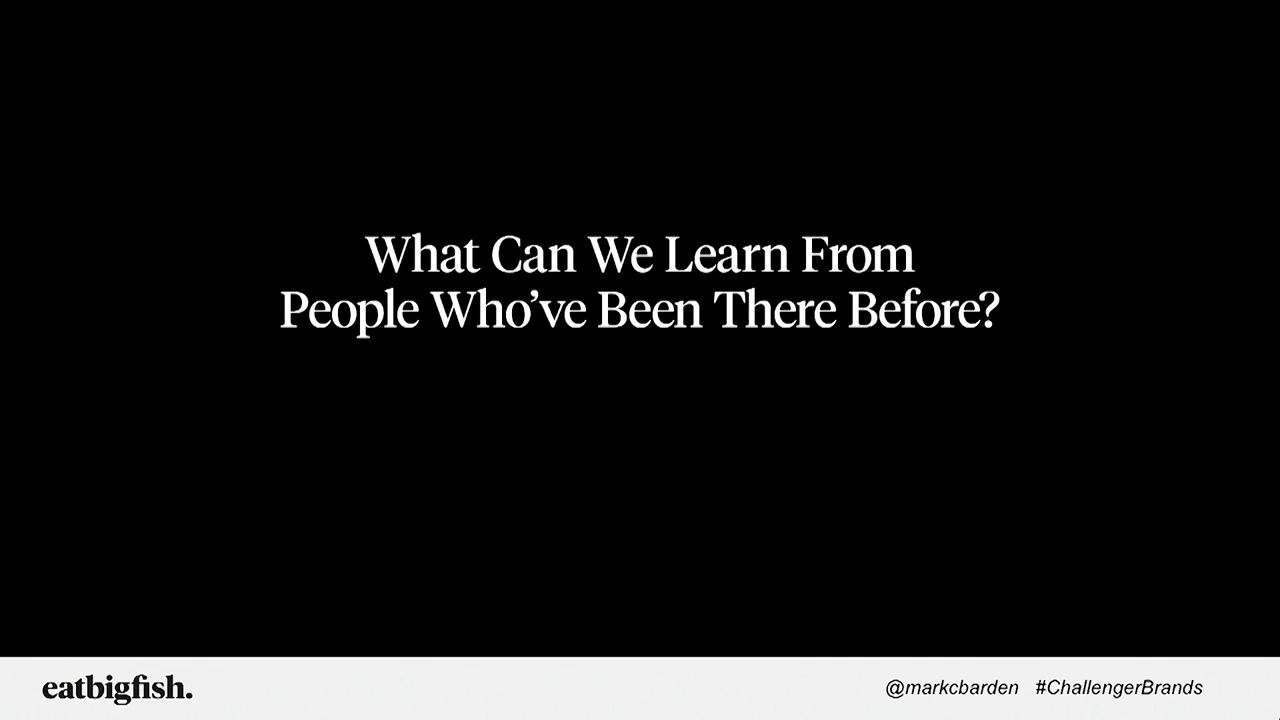 What Can We Learn From
People Who’ve Been There Before?
eatbigfish.
@markcbarden #ChallengerBrands